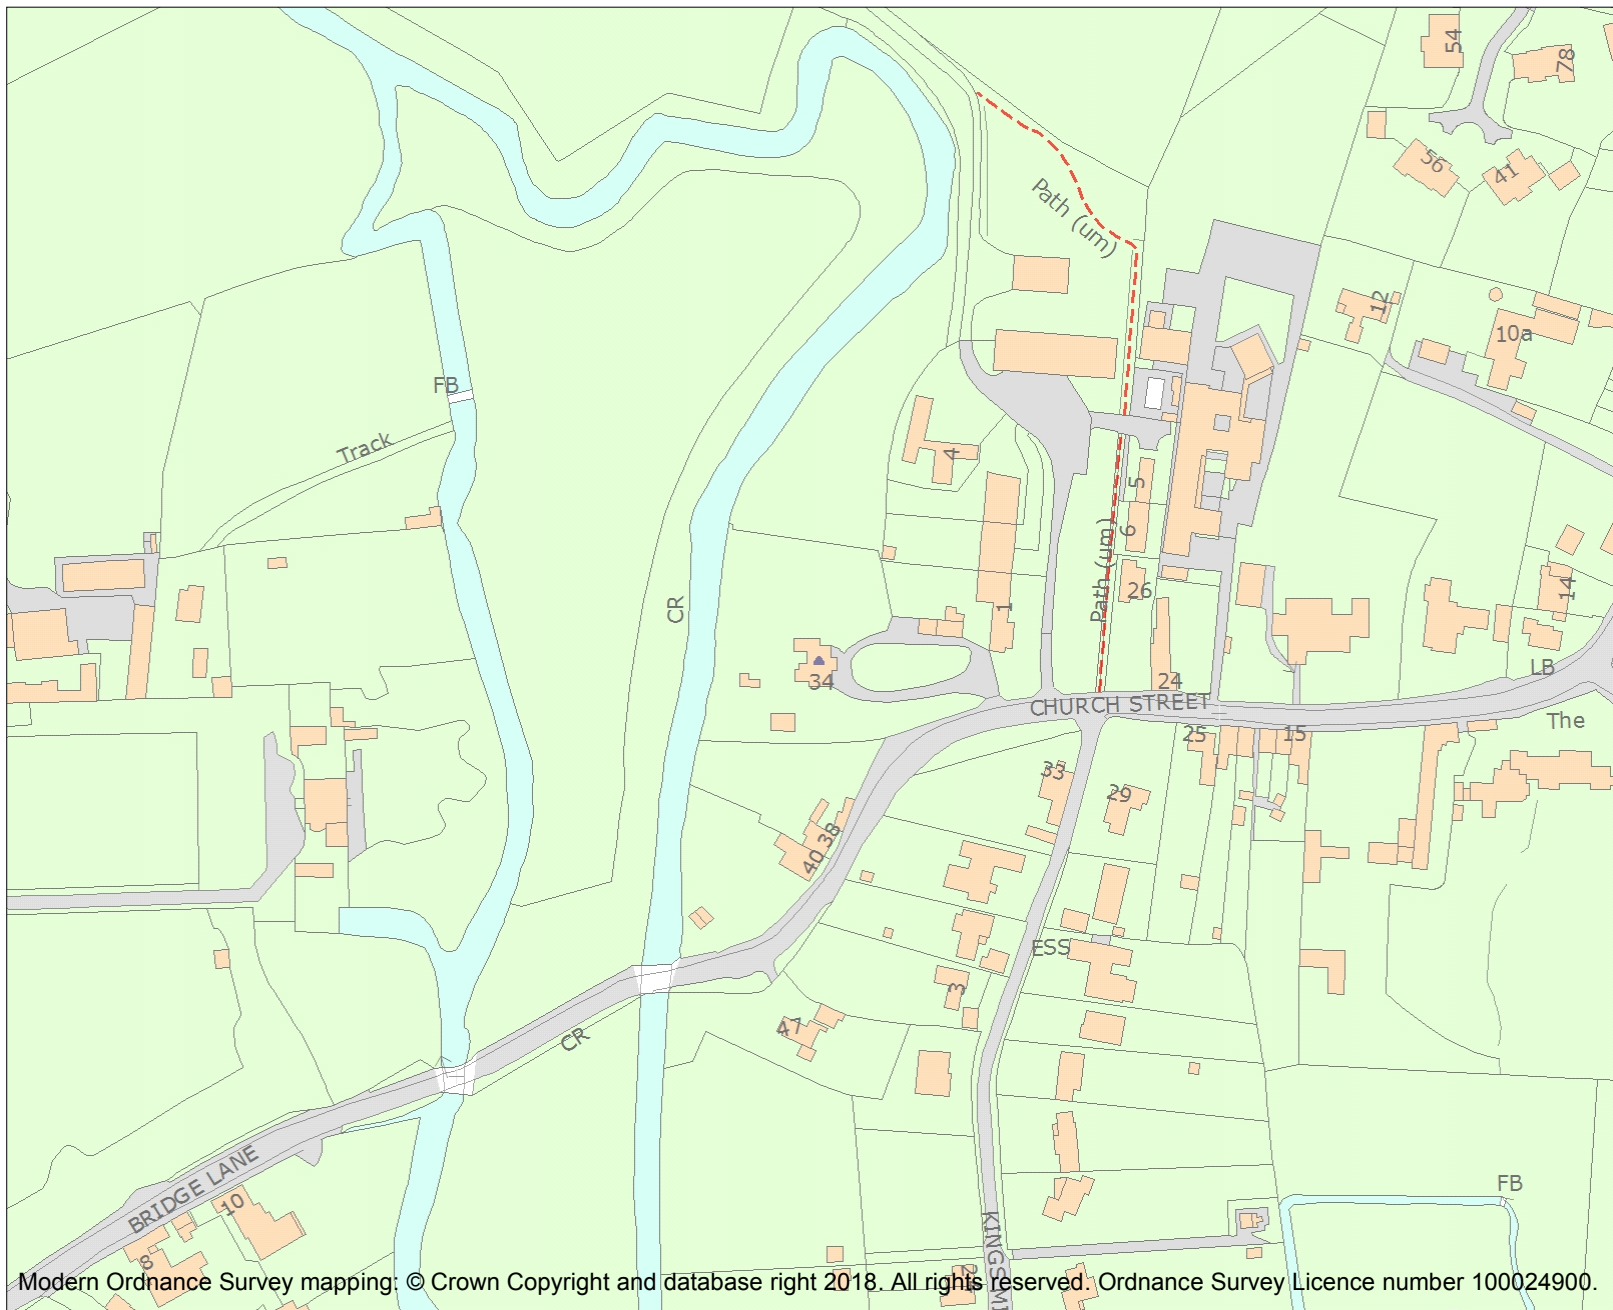 54
78
56
41
Path (um)
12
10a
FB
Track
4
5
6
Path (um)
CR
1
26
14
34
24
LB
CHURCH STREET
The
25
15
33
29
40 38
ESS
3
47
CR
BRIDGE LANE
10
FB
8
KINGSMI
Modern Ordnance Survey mapping: © Crown Copyright and database right 2018. All rights reserved. Ordnance Survey Licence number 100024900.